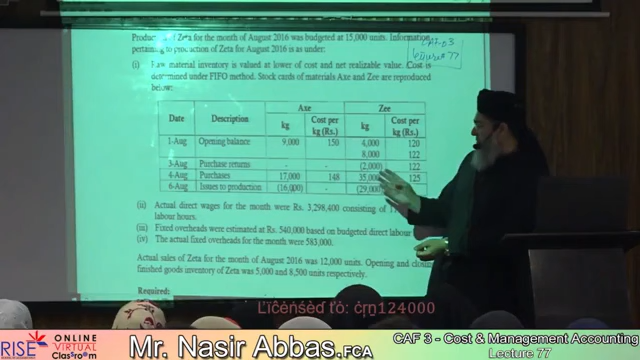 Production of Zeta for the month of August 2016 was budgeted at 15,000 units. Information
pertaining to production of Zeta for August 2016 is as under:
CAF-03
Lecture # 77
(i) Raw material inventory is valued at lower of cost and net realizable value. Cost is
determined under FIFO method. Stock cards of materials Axe and Zee are reproduced
below:
Date Description Axe Zee
kg Cost per kg (Rs.) kg Cost per kg (Rs.)
1-Aug Opening balance 9,000 150 4,000 120
8,000 122
3-Aug Purchase returns - - (2,000) 122
4-Aug Purchases 17,000 148 35,000 125
6-Aug Issues to production (16,000) - (29,000)
(ii) Actual direct wages for the month were Rs. 3,298,400 consisting of
labour hours.
(iii) Fixed overheads were estimated at Rs. 540,000 based on budgeted direct labour
(iv) The actual fixed overheads for the month were 583,000.
Actual sales of Zeta for the month of August 2016 was 12,000 units. Opening and
finished goods inventory of Zeta was 5,000 and 8,500 units respectively.
Required:
Licensed to: crn124000
RISE ONLINE VIRTUAL Classroom
Mr. Nasir Abbas.FCA
CAF 3 - Cost & Management Accounting
Lecture 77